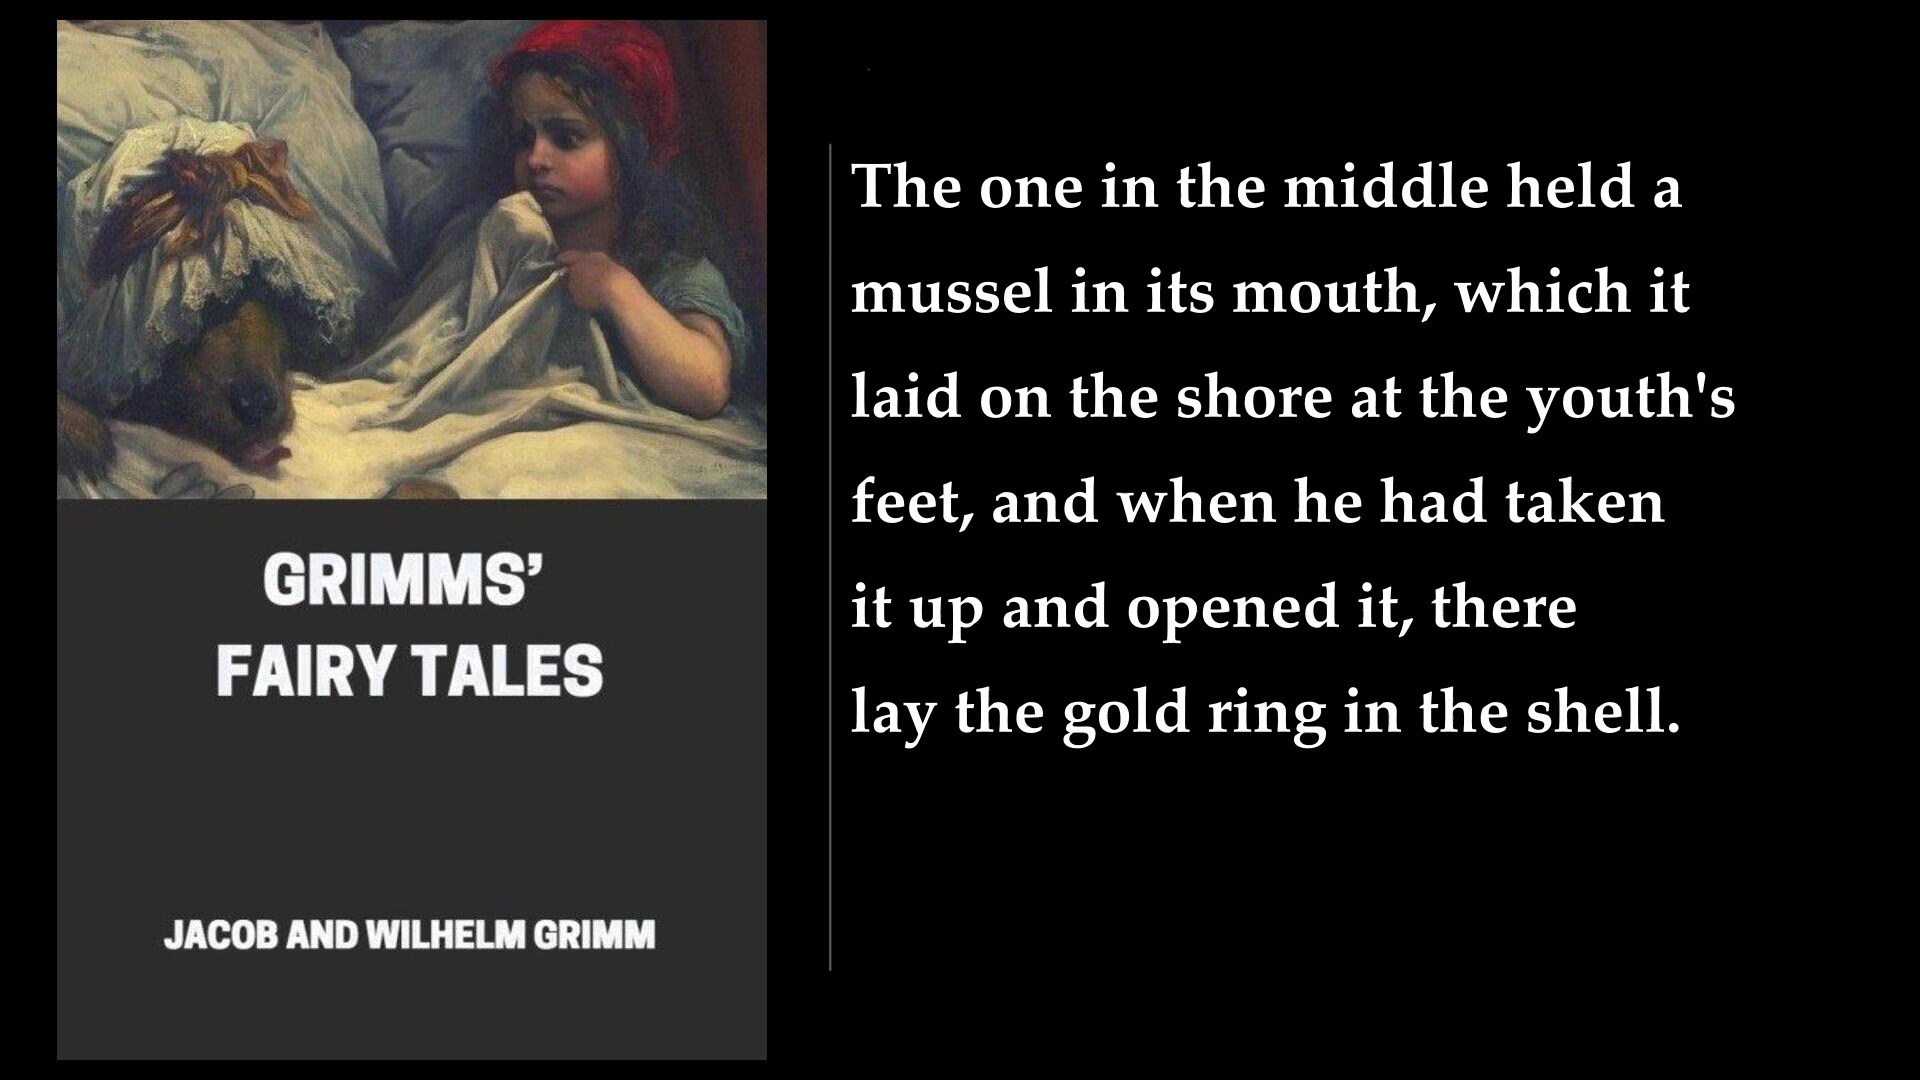 GRIMMS’
FAIRY TALES
JACOB AND WILHELM GRIMM
The one in the middle held a
mussel in its mouth, which it
laid on the shore at the youth's
feet, and when he had taken
it up and opened it, there
lay the gold ring in the shell.